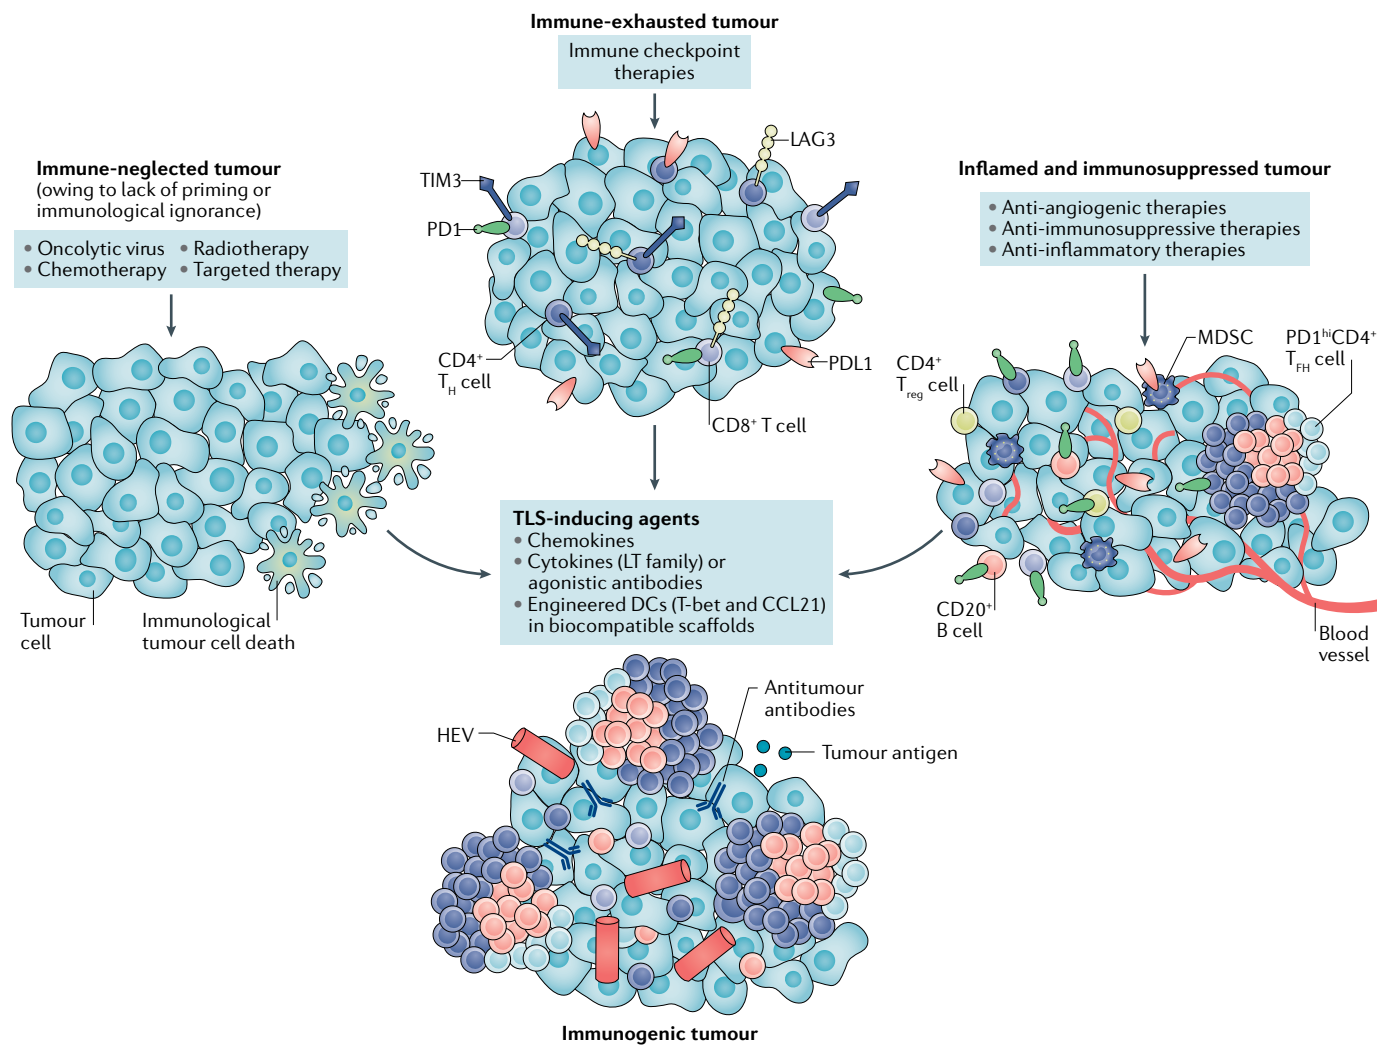 Immune-exhausted tumour
Immune checkpoint
therapies
LAG3
TIM3
PD1
CD4⁺
T_H cell
PDL1
CD8⁺ T cell
Immune-neglected tumour
(owing to lack of priming or
immunological ignorance)
• Oncolytic virus • Radiotherapy
• Chemotherapy • Targeted therapy
Tumour
cell
Immunological
tumour cell death
Inflamed and immunosuppressed tumour
• Anti-angiogenic therapies
• Anti-immunosuppressive therapies
• Anti-inflammatory therapies
MDSC
PD1ʰⁱCD4⁺
T_FH cell
CD4⁺
T_reg cell
CD20⁺
B cell
Blood
vessel
TLS-inducing agents
• Chemokines
• Cytokines (LT family) or
agonistic antibodies
• Engineered DCs (T-bet and CCL21)
in biocompatible scaffolds
HEV
Antitumour
antibodies
Tumour antigen
Immunogenic tumour